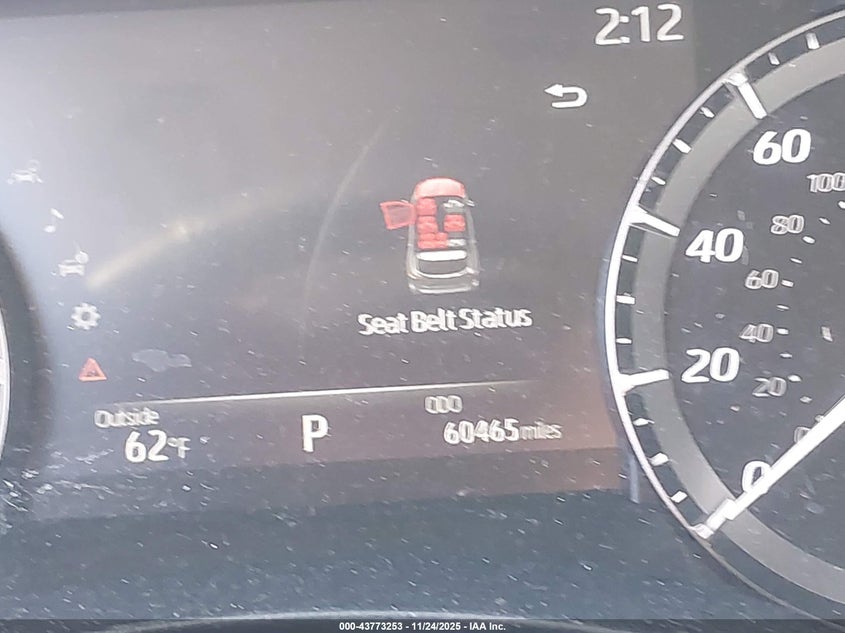 2:12
Seat Belt Status
Outside
62°F
P
ODO
60465 miles
60
40
20
0
100
80
60
40
20
000-43773253 - 11/24/2025 - IAA Inc.